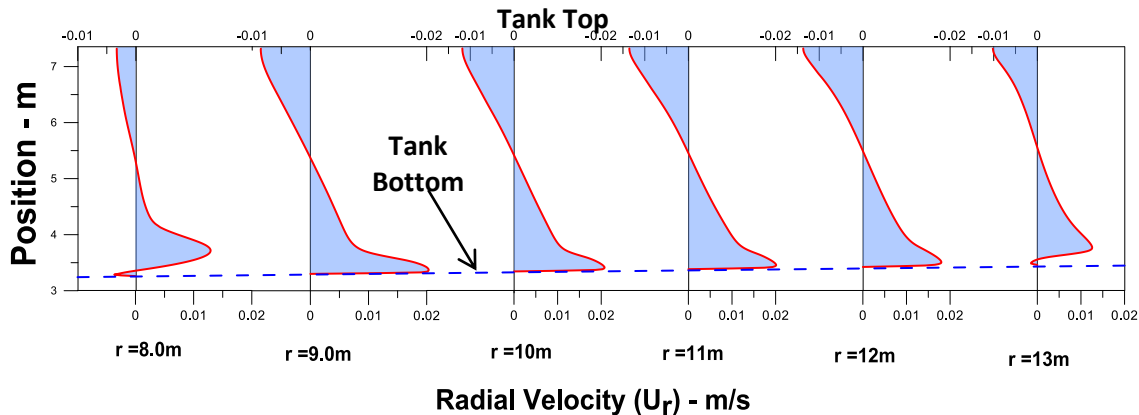 Tank Top
-0.01 0 -0.01 0 -0.02 -0.01 0 -0.02 -0.01 0 -0.02 -0.01 0 -0.02 -0.01 0 -0.02
7
6
5
4
3
Position - m
Tank
Bottom
0 0.01 0.02 0 0.01 0.02 0 0.01 0.02 0 0.01 0.02 0 0.01 0.02 0 0.01 0.02
r =8.0m r =9.0m r =10m r =11m r =12m r =13m
Radial Velocity (Ur) - m/s